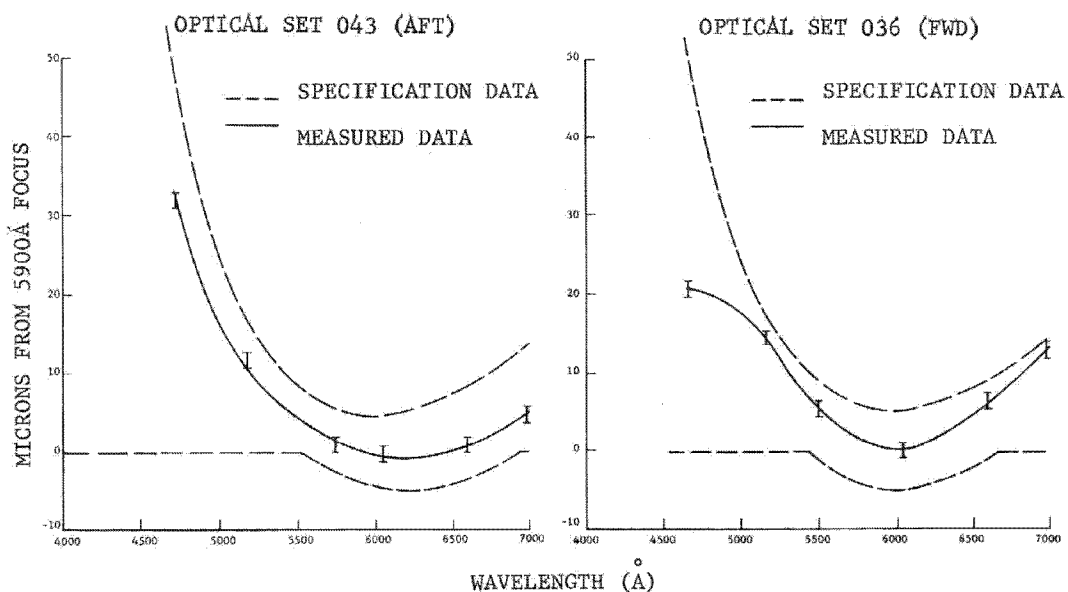 OPTICAL SET 043 (AFT)
50
40
30
20
10
0
-10
4000 4500 5000 5500 6000 6500 7000
SPECIFICATION DATA
MEASURED DATA
MICRONS FROM 5900Å FOCUS
OPTICAL SET 036 (FWD)
50
40
30
20
10
0
-10
4000 4500 5000 5500 6000 6500 7000
SPECIFICATION DATA
MEASURED DATA
WAVELENGTH (Å)